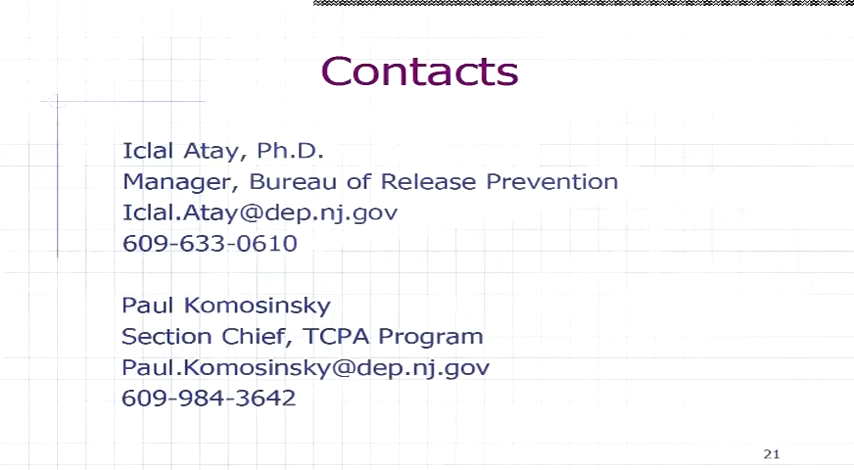 Contacts
Iclal Atay, Ph.D.
Manager, Bureau of Release Prevention
Iclal.Atay@dep.nj.gov
609-633-0610
Paul Komosinsky
Section Chief, TCPA Program
Paul.Komosinsky@dep.nj.gov
609-984-3642
21